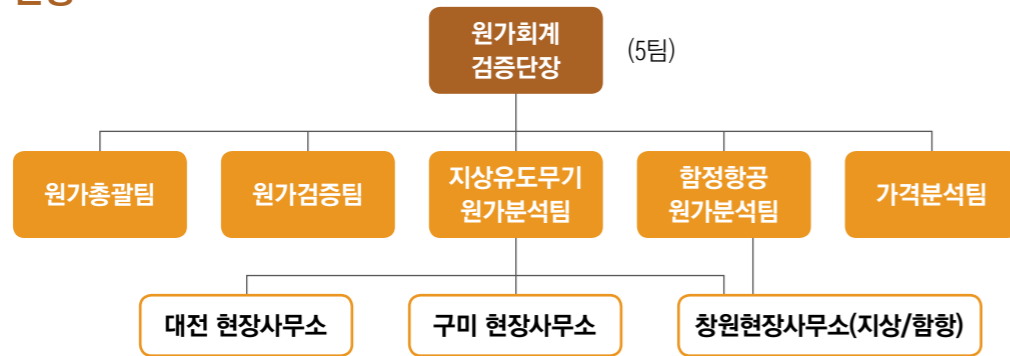 원가회계
검증단장
(5팀)
원가총괄팀
원가검증팀
지상유도무기
원가분석팀
함정항공
원가분석팀
가격분석팀
대전 현장사무소
구미 현장사무소
창원현장사무소(지상/함항)